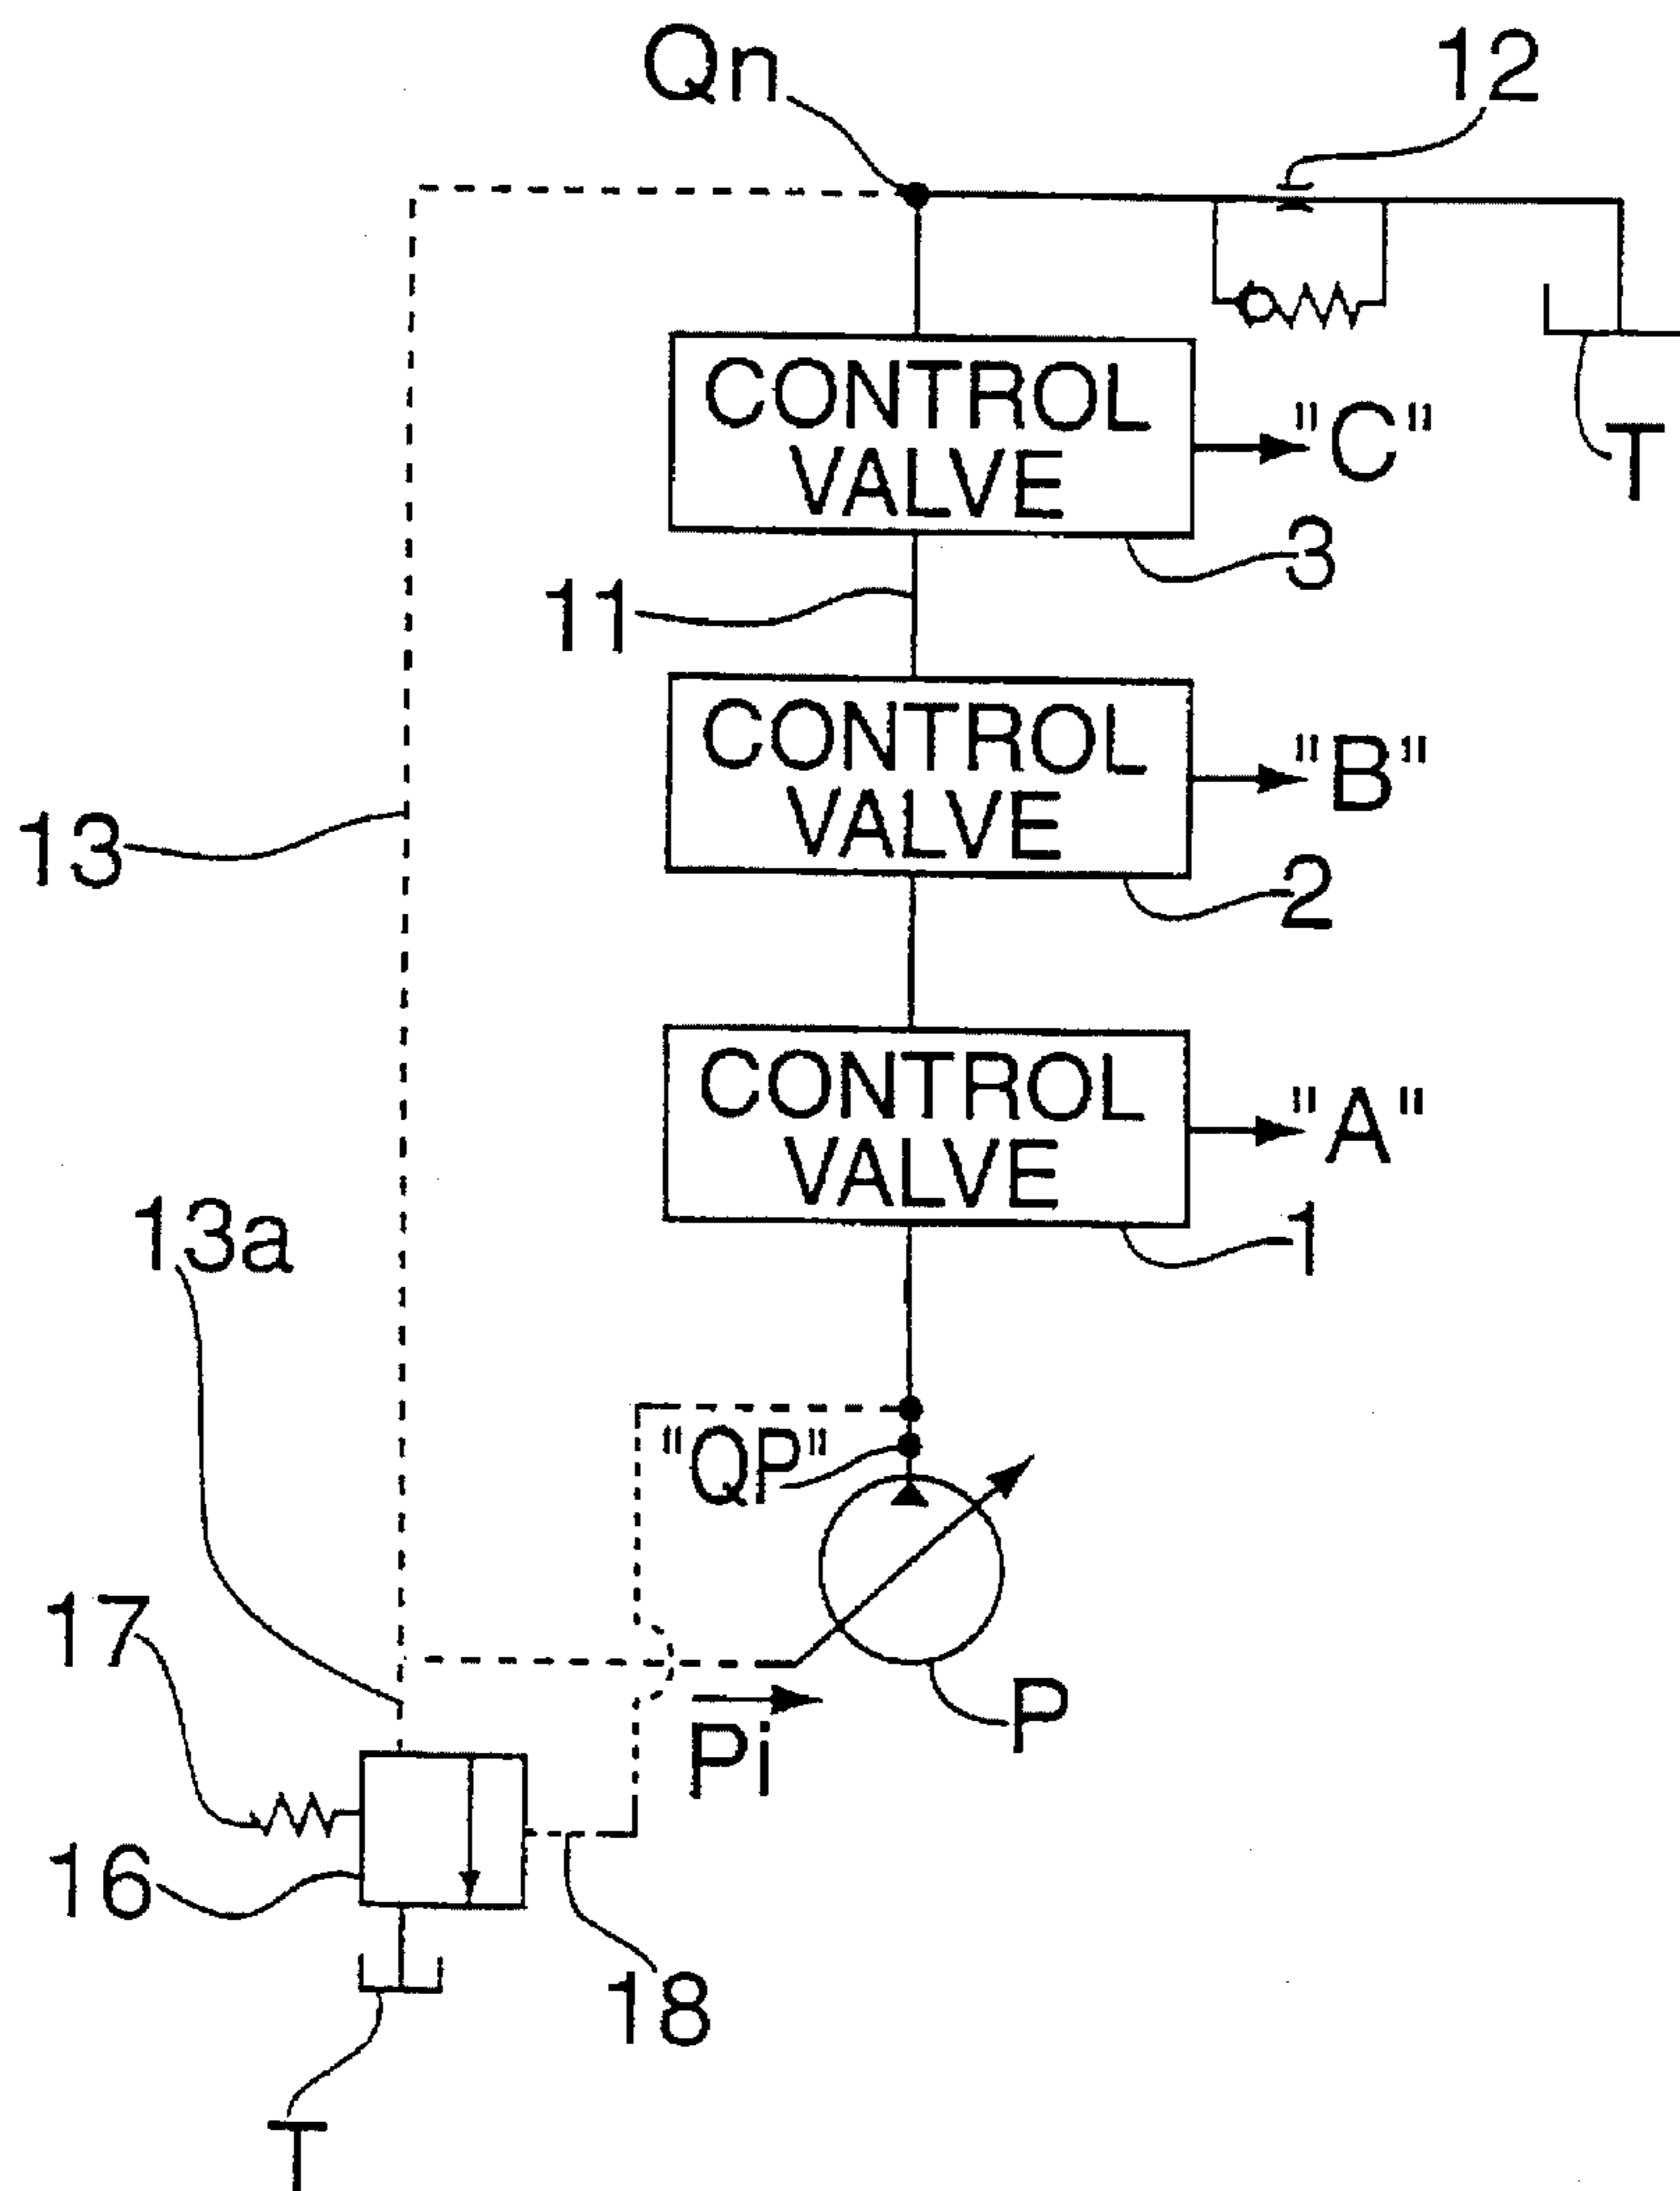 Qn
12
CONTROL
VALVE
"C"
T
3
11
CONTROL
VALVE
"B"
13
2
CONTROL
VALVE
"A"
13a
1
"QP"
17
Pi
P
16
18
T